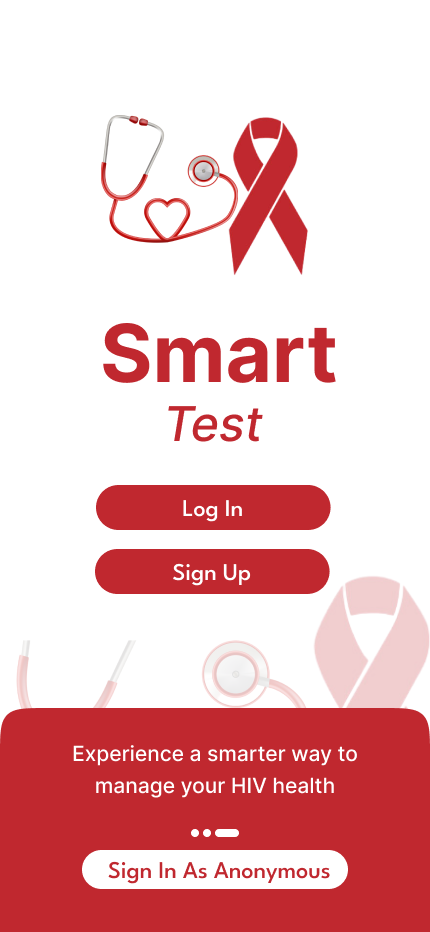 Smart
Test
Log In
Sign Up
Experience a smarter way to
manage your HIV health
Sign In As Anonymous